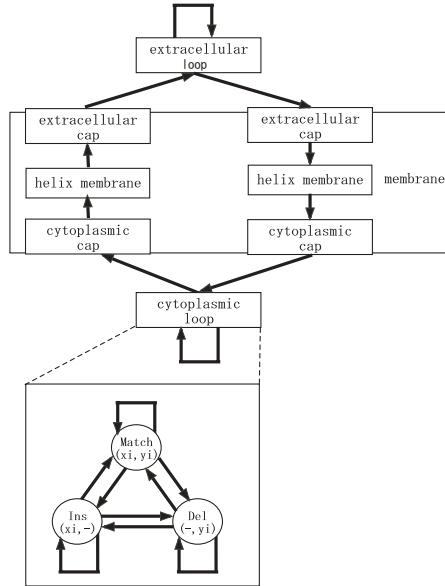 extracellular
loop
extracellular
cap
extracellular
cap
helix membrane
helix membrane
membrane
cytoplasmic
cap
cytoplasmic
cap
cytoplasmic
loop
Match
(xi,yi)
Ins
(xi,-)
Del
(-,yi)